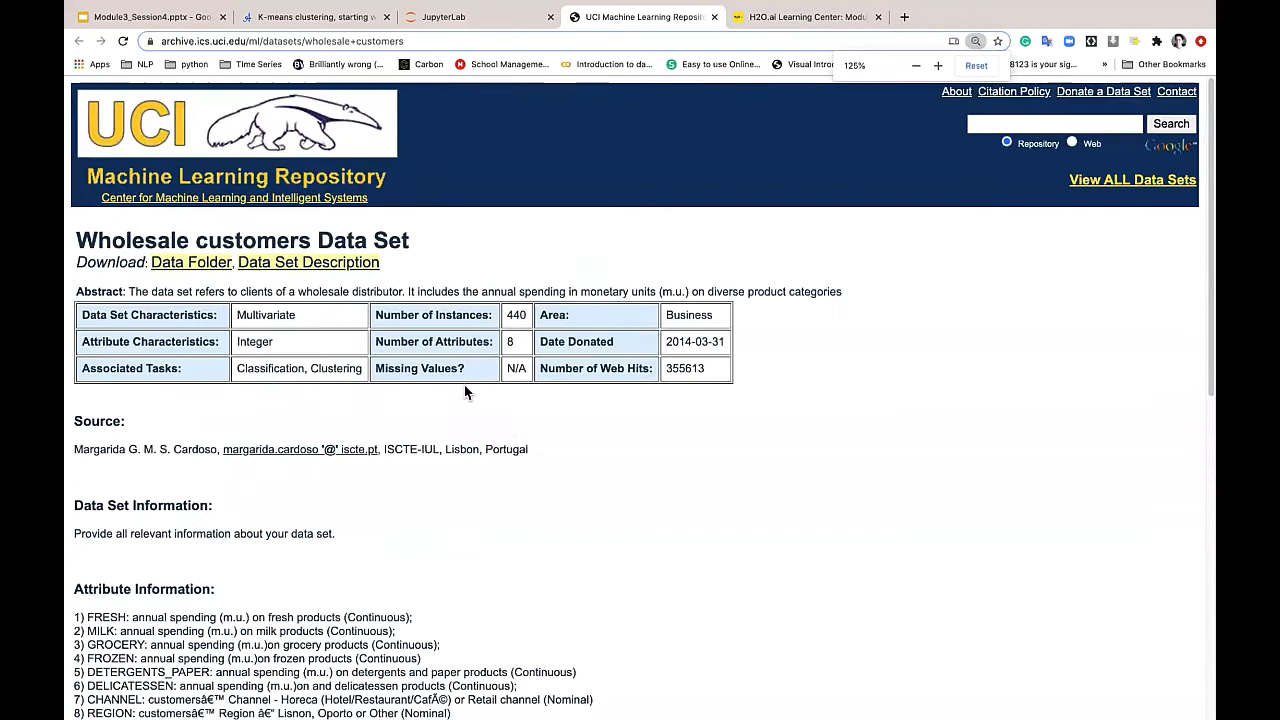 Module3_Session4.pptx - Goo
K-means clustering, starting w
JupyterLab
UCI Machine Learning Reposito
H2O.ai Learning Center: Modu
archive.ics.uci.edu/ml/datasets/wholesale+customers
Apps
NLP
python
TIme Series
Brilliantly wrong (...
Carbon
School Manageme...
Introduction to da...
Easy to use Online...
Visual Intro
8123 is your sig...
»
Other Bookmarks
125%
Reset
About Citation Policy Donate a Data Set Contact
Search
Repository Web
Google™
View ALL Data Sets
UCI
Machine Learning Repository
Center for Machine Learning and Intelligent Systems
Wholesale customers Data Set
Download: Data Folder, Data Set Description
Abstract: The data set refers to clients of a wholesale distributor. It includes the annual spending in monetary units (m.u.) on diverse product categories
Data Set Characteristics: Multivariate Number of Instances: 440 Area: Business
Attribute Characteristics: Integer Number of Attributes: 8 Date Donated 2014-03-31
Associated Tasks: Classification, Clustering Missing Values? N/A Number of Web Hits: 355613
Source:
Margarida G. M. S. Cardoso, margarida.cardoso '@' iscte.pt, ISCTE-IUL, Lisbon, Portugal
Data Set Information:
Provide all relevant information about your data set.
Attribute Information:
1) FRESH: annual spending (m.u.) on fresh products (Continuous);
2) MILK: annual spending (m.u.) on milk products (Continuous);
3) GROCERY: annual spending (m.u.)on grocery products (Continuous);
4) FROZEN: annual spending (m.u.)on frozen products (Continuous)
5) DETERGENTS_PAPER: annual spending (m.u.) on detergents and paper products (Continuous)
6) DELICATESSEN: annual spending (m.u.)on and delicatessen products (Continuous);
7) CHANNEL: customersâ€™ Channel - Horeca (Hotel/Restaurant/CafÃ©) or Retail channel (Nominal)
8) REGION: customersâ€™ Region â€“ Lisnon, Oporto or Other (Nominal)